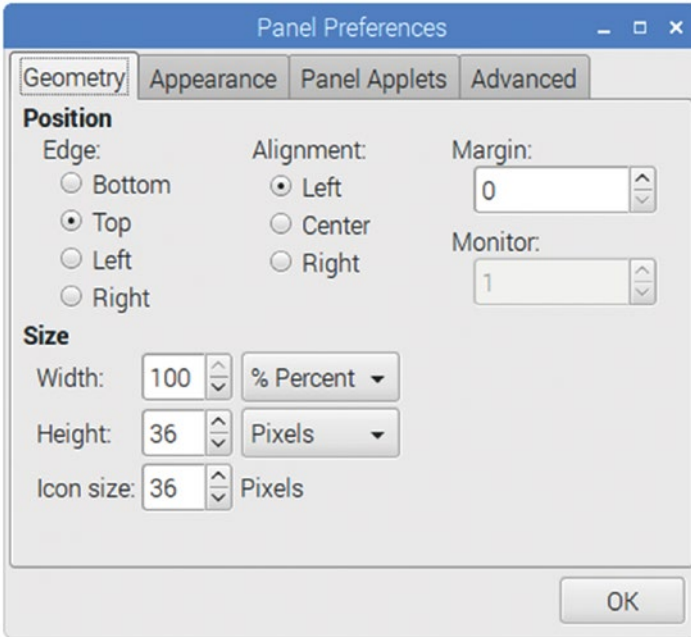 Panel Preferences
Geometry Appearance Panel Applets Advanced
Position
Edge: Alignment: Margin:
Bottom Left 0
Top Center Monitor:
Left Right 1
Right
Size
Width: 100 % Percent
Height: 36 Pixels
Icon size: 36 Pixels
OK